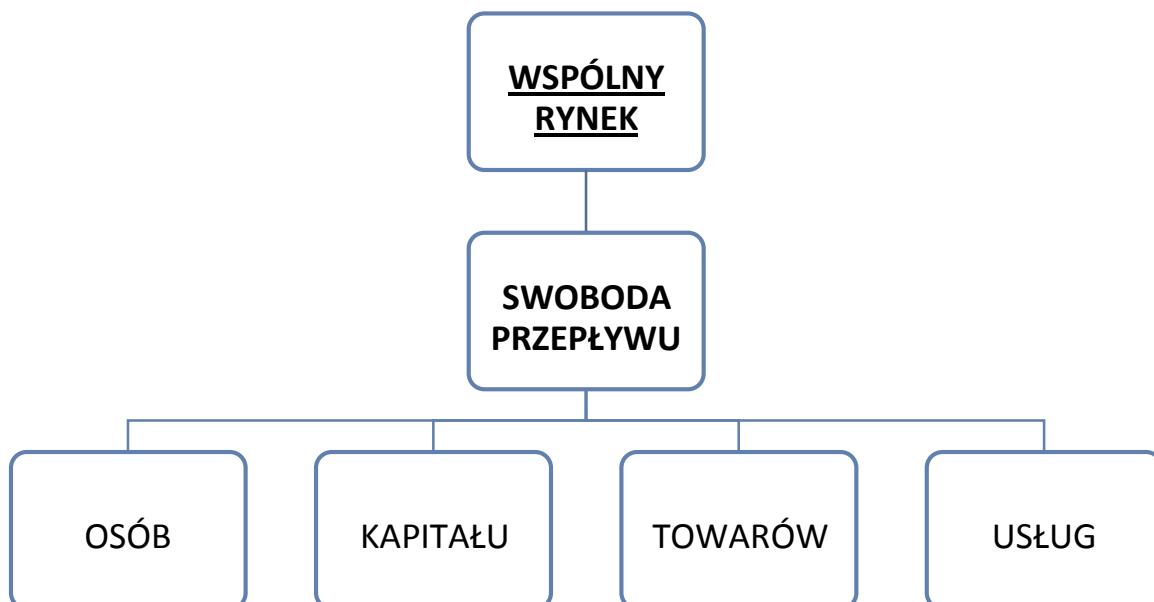 WSPÓLNY
RYNEK
SWOBODA
PRZEPŁYWU
OSÓB
KAPITAŁU
TOWARÓW
USŁUG